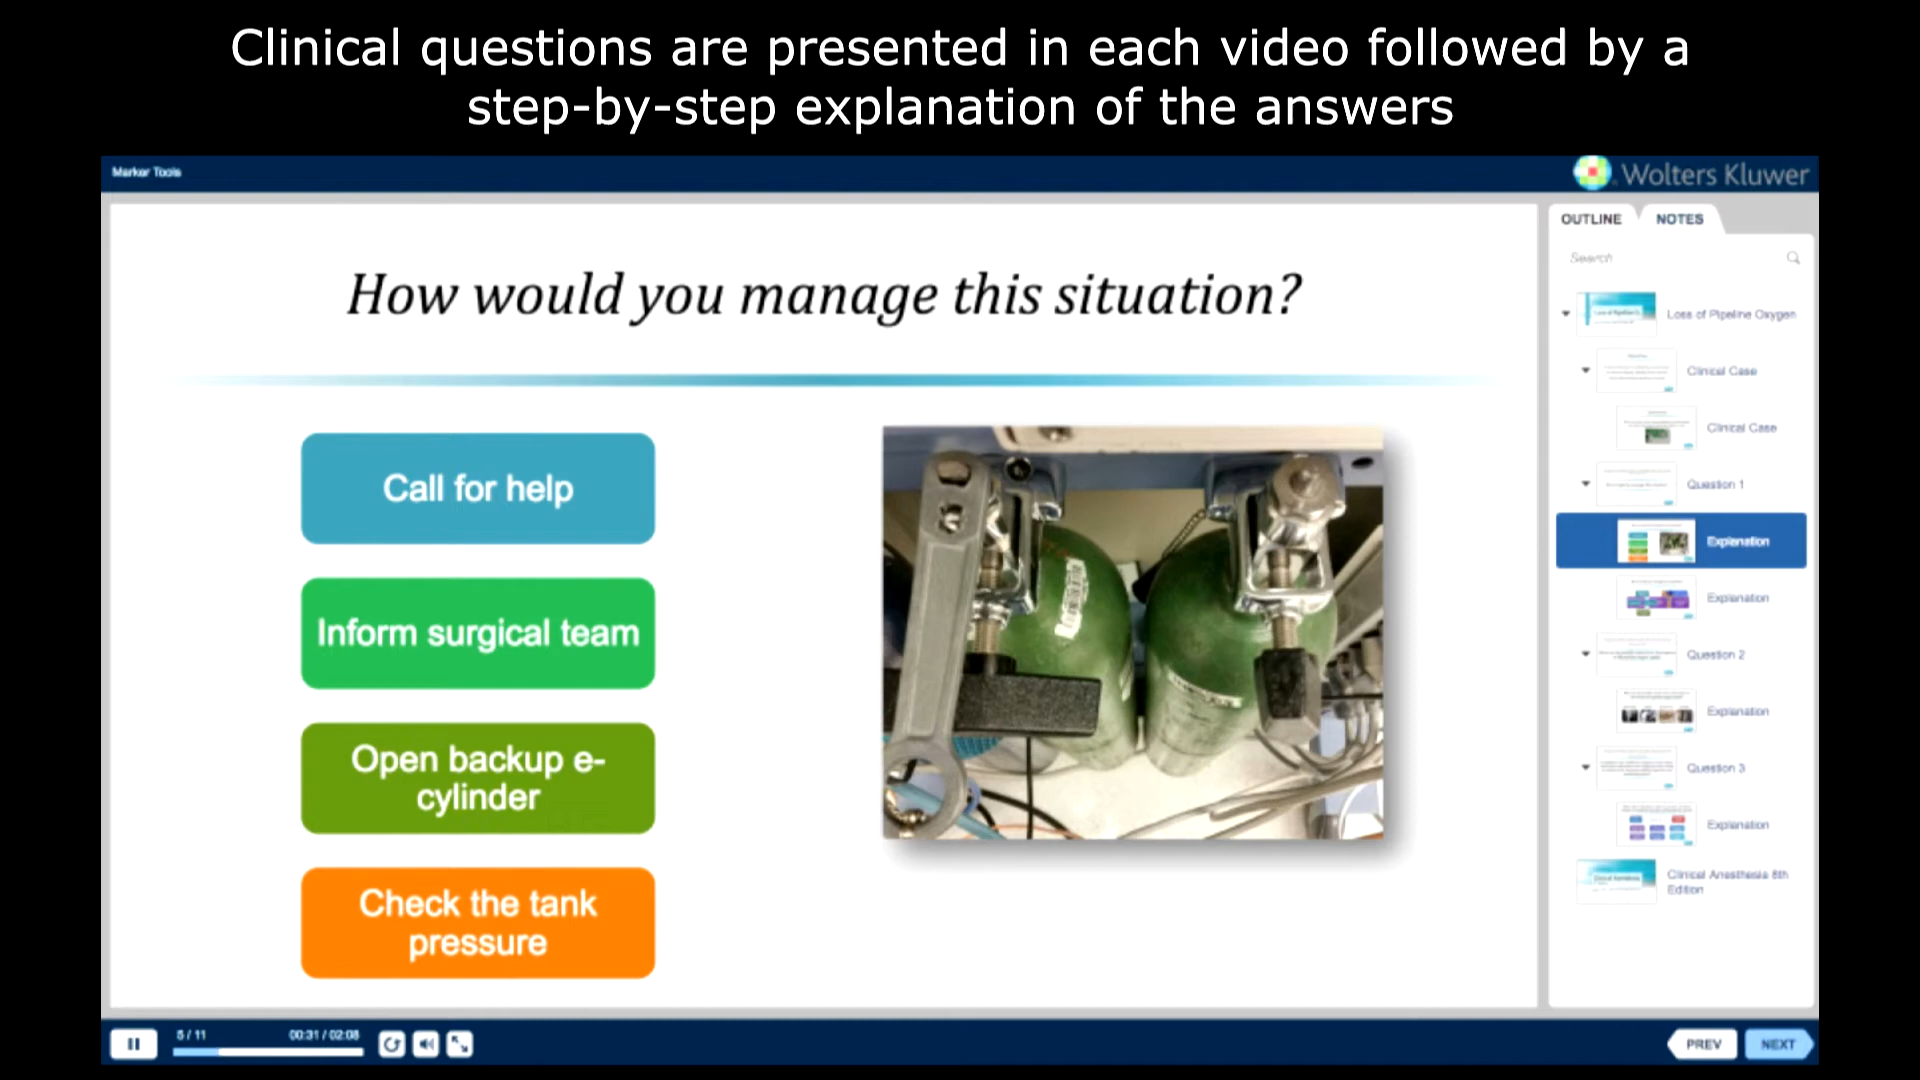 Clinical questions are presented in each video followed by a
step-by-step explanation of the answers
Marker Tools
Wolters Kluwer
OUTLINE
NOTES
Search
How would you manage this situation?
Call for help
Inform surgical team
Open backup e-
cylinder
Check the tank
pressure
Loss of Pipeline Oxygen
Clinical Case
Clinical Case
Question 1
Explanation
Explanation
Question 2
Explanation
Question 3
Explanation
Clinical Anesthesia 8th
Edition
5 / 11
00:31 / 02:08
PREV
NEXT